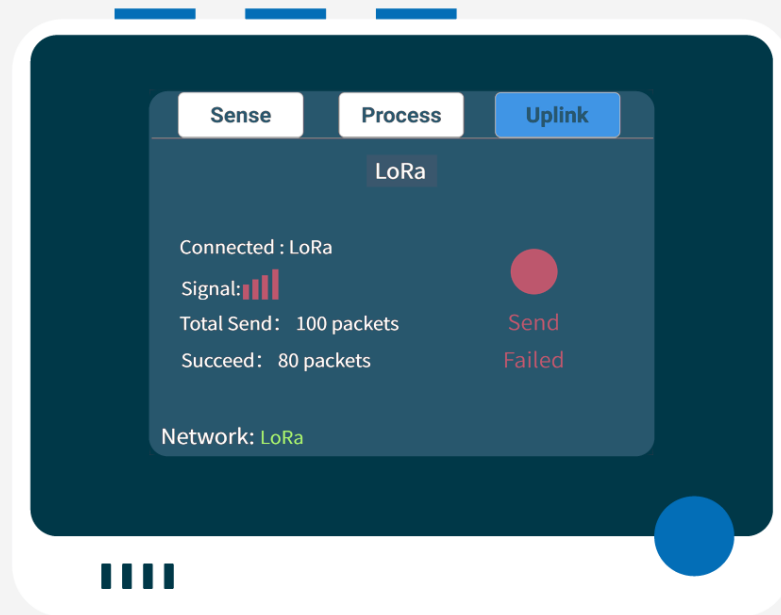 Sense Process Uplink
LoRa
Connected : LoRa
Signal:
Total Send： 100 packets
Send
Succeed： 80 packets
Failed
Network: LoRa